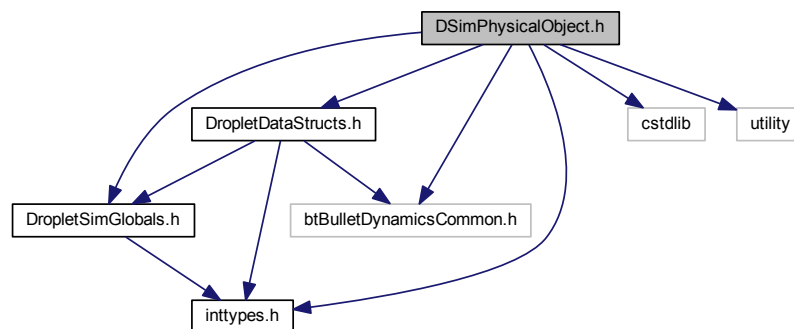 DSimPhysicalObject.h
DropletDataStructs.h
cstdlib
utility
DropletSimGlobals.h
btBulletDynamicsCommon.h
inttypes.h